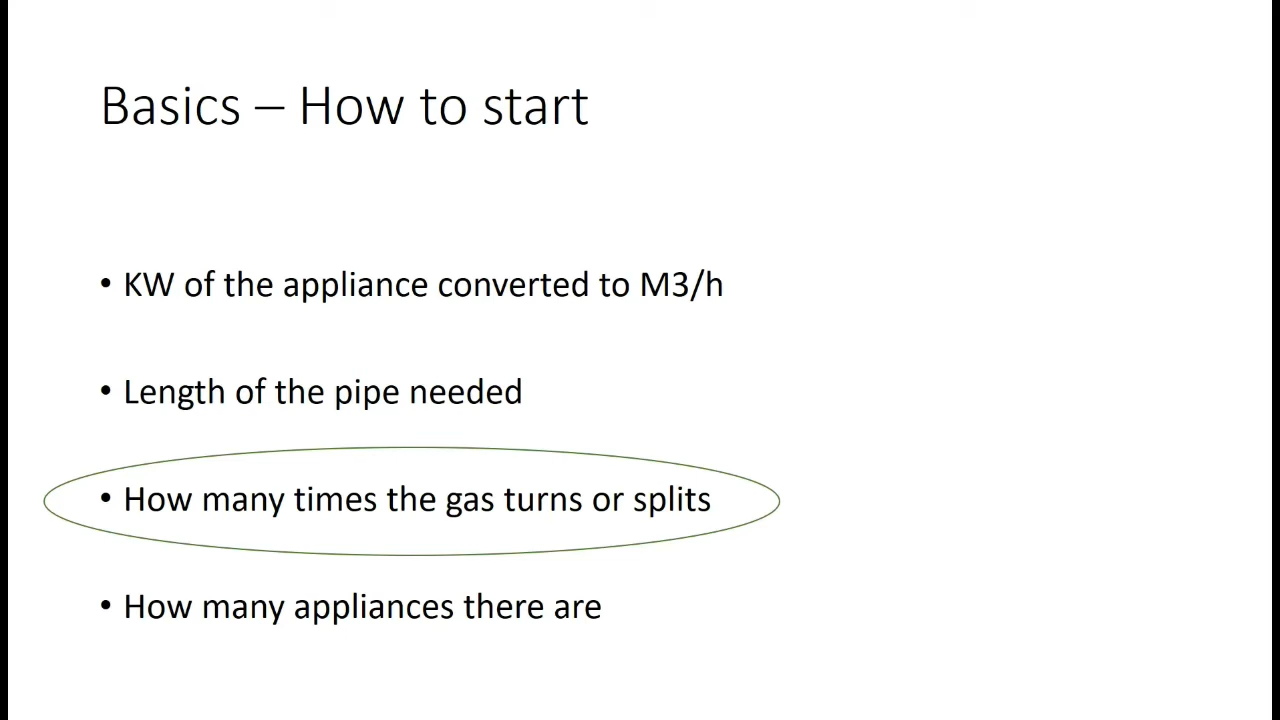 Basics – How to start
• KW of the appliance converted to M3/h
• Length of the pipe needed
• How many times the gas turns or splits
• How many appliances there are